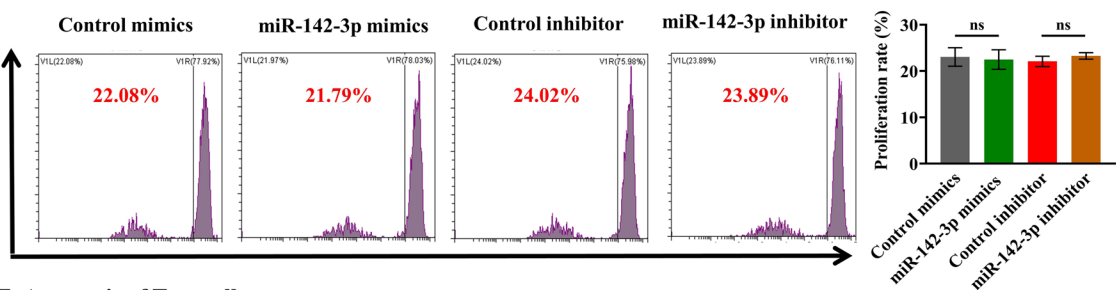 Control mimics
miR-142-3p mimics
Control inhibitor
miR-142-3p inhibitor
V1L(22.08%)
V1R(77.92%)
22.08%
V1L(21.97%)
V1R(78.03%)
21.79%
V1L(24.02%)
V1R(75.98%)
24.02%
V1L(23.89%)
V1R(76.11%)
23.89%
Proliferation rate (%)
30
20
10
0
ns
ns
Control mimics
miR-142-3p mimics
Control inhibitor
miR-142-3p inhibitor